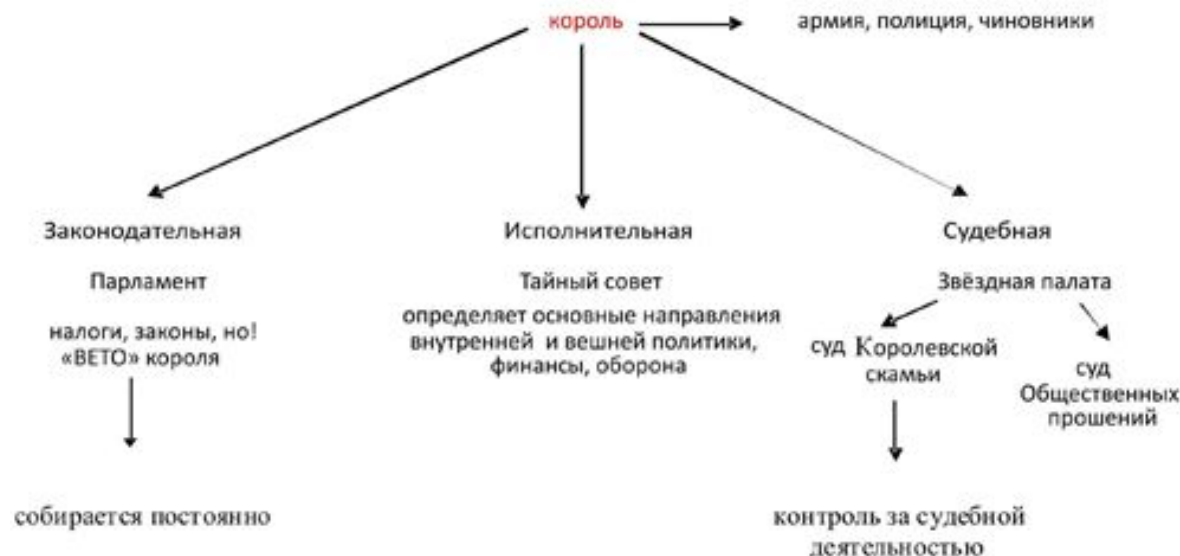 король
армия, полиция, чиновники
Законодательная
Парламент
налоги, законы, но!
«ВЕТО» короля
собирается постоянно
Исполнительная
Тайный совет
определяет основные направления
внутренней и вешней политики,
финансы, оборона
Судебная
Звёздная палата
суд Королевской
скамьи
суд
Общественных
прошений
контроль за судебной
деятельностью